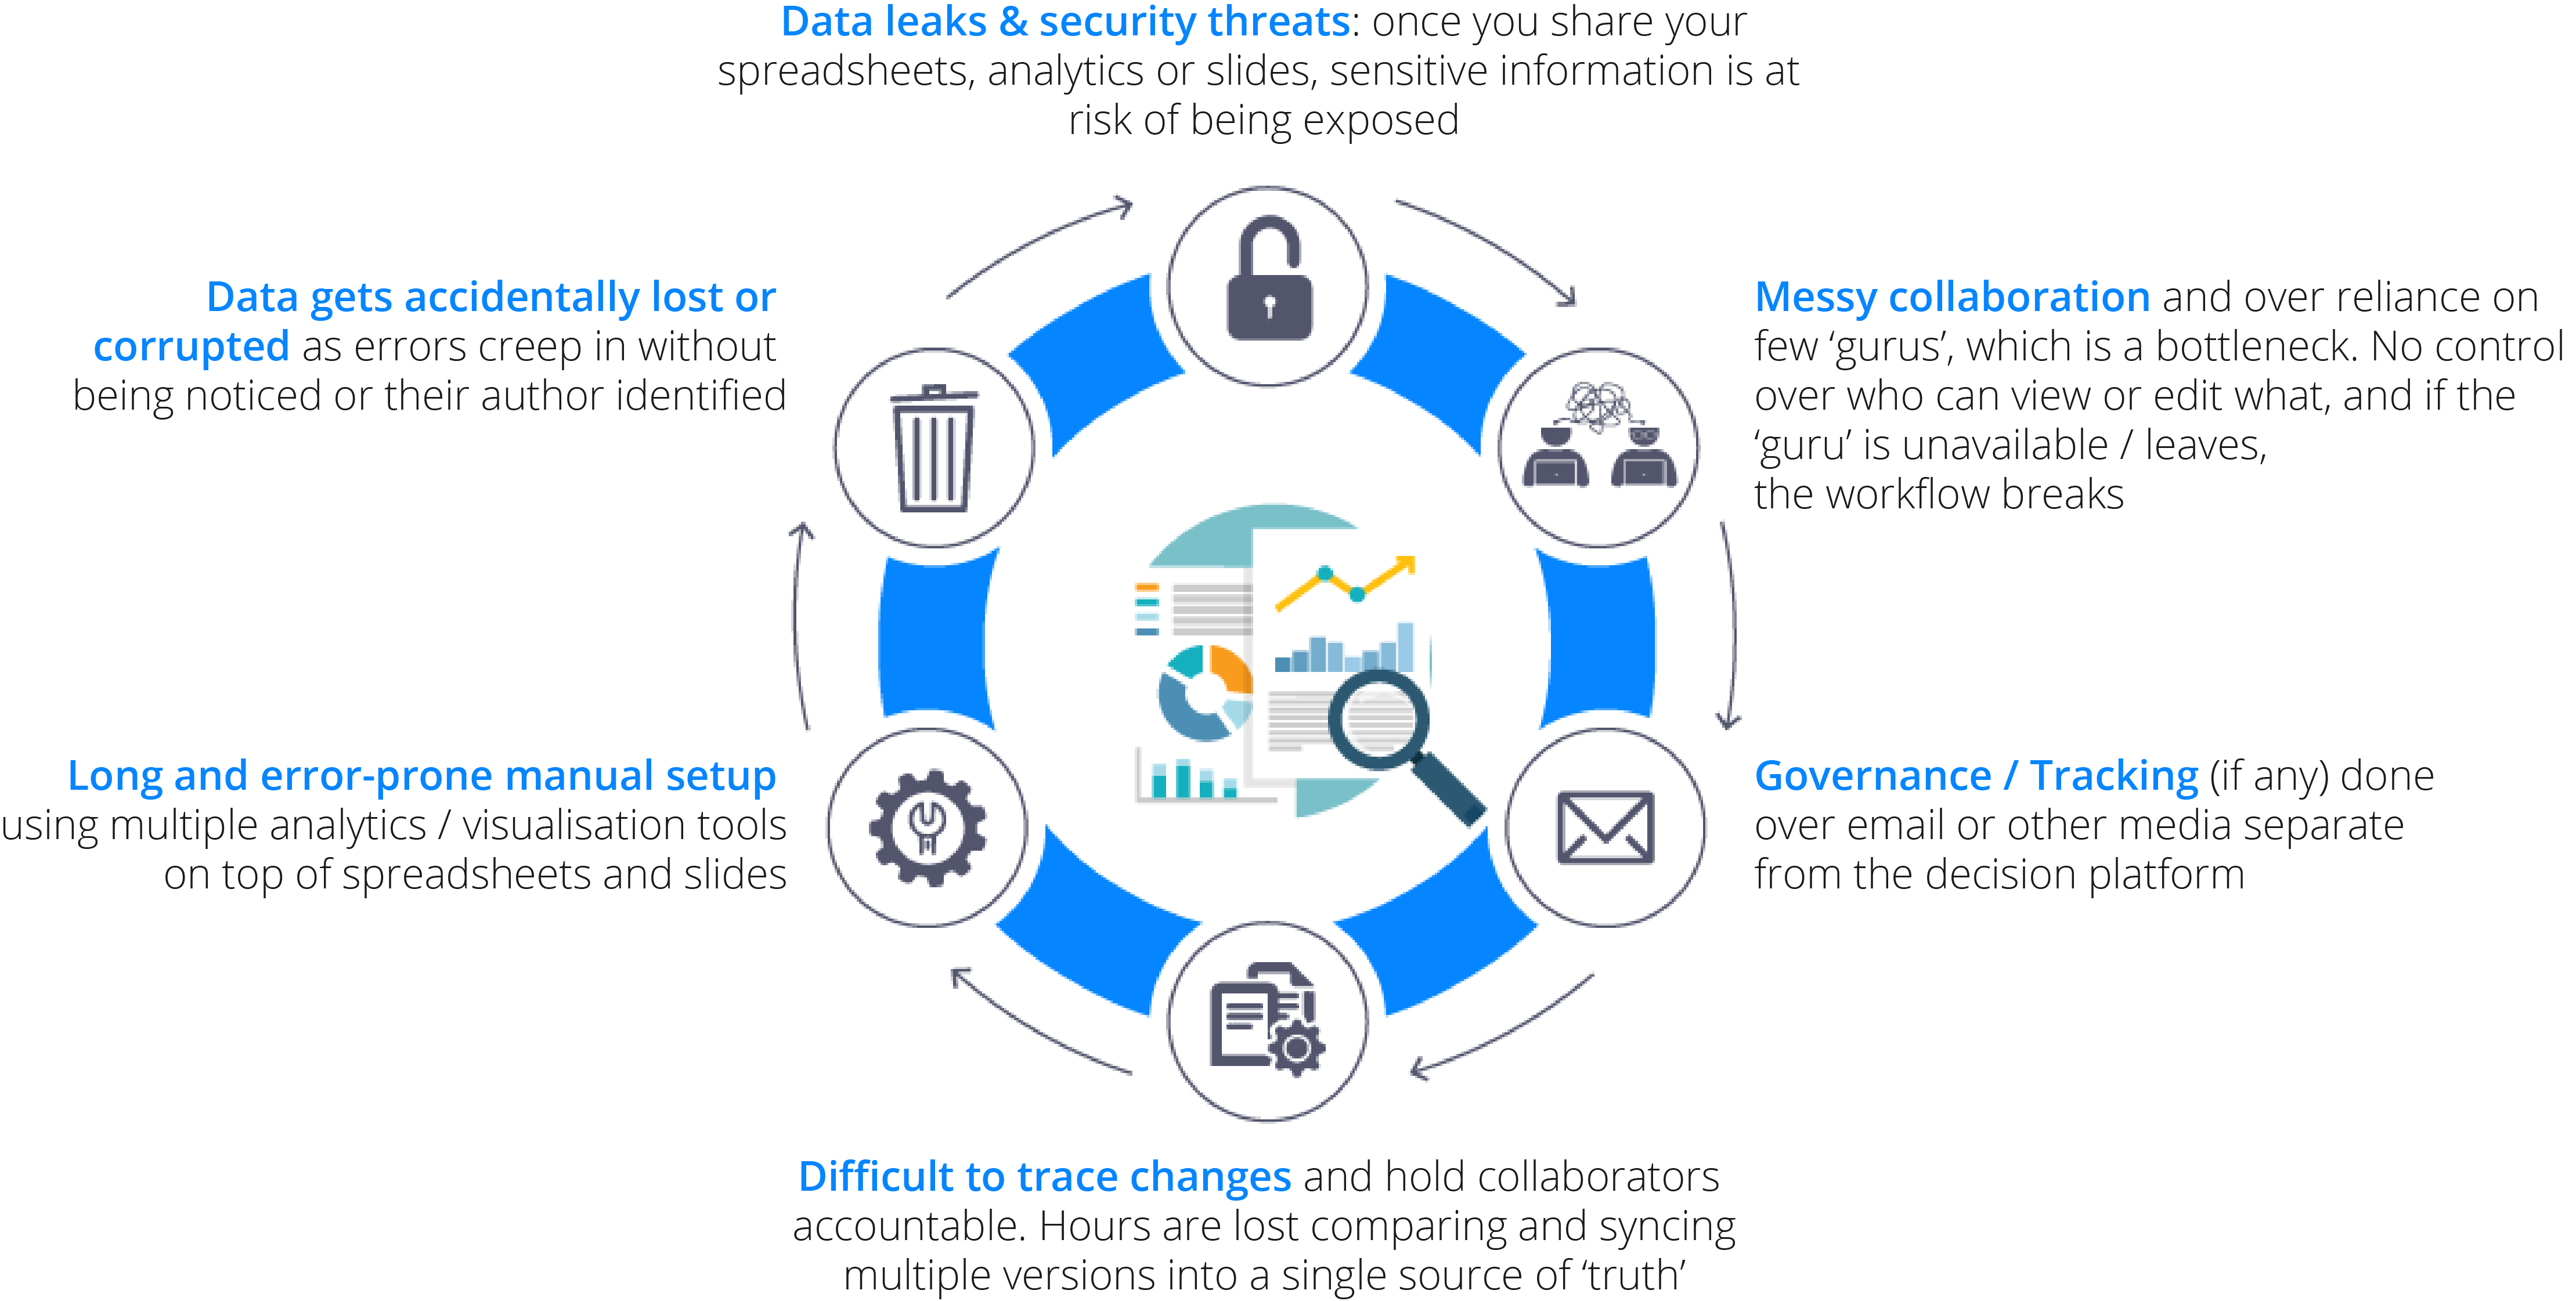 Data leaks & security threats: once you share your
spreadsheets, analytics or slides, sensitive information is at
risk of being exposed
Messy collaboration and over reliance on
few ‘gurus’, which is a bottleneck. No control
over who can view or edit what, and if the
‘guru’ is unavailable / leaves,
the workflow breaks
Governance / Tracking (if any) done
over email or other media separate
from the decision platform
Difficult to trace changes and hold collaborators
accountable. Hours are lost comparing and syncing
multiple versions into a single source of ‘truth’
Long and error-prone manual setup
using multiple analytics / visualisation tools
on top of spreadsheets and slides
Data gets accidentally lost or
corrupted as errors creep in without
being noticed or their author identified